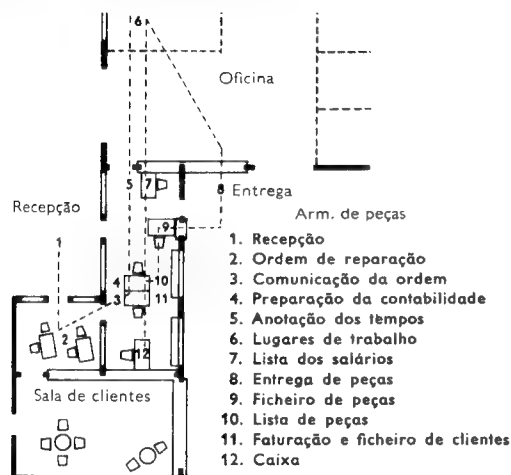 6
Oficina
5 7
8 Entrega
Recepção
9
Arm. de peças
1
1. Recepção
2. Ordem de reparação
4 10
3. Comunicação da ordem
3 11
4. Preparação da contabilidade
5. Anotação dos tempos
2
6. Lugares de trabalho
12
7. Lista dos salários
8. Entrega de peças
Sala de clientes
9. Ficheiro de peças
10. Lista de peças
11. Faturação e ficheiro de clientes
12. Caixa